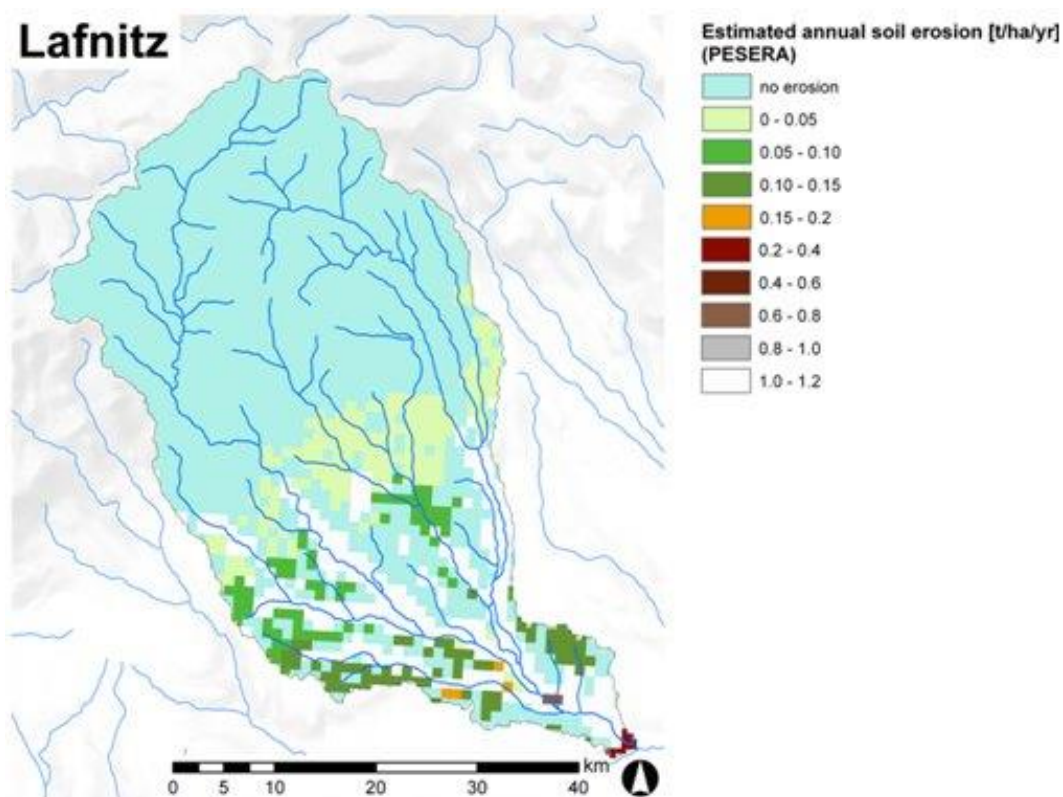 Lafnitz
Estimated annual soil erosion [t/ha/yr]
(PESERA)
no erosion
0 - 0.05
0.05 - 0.10
0.10 - 0.15
0.15 - 0.2
0.2 - 0.4
0.4 - 0.6
0.6 - 0.8
0.8 - 1.0
1.0 - 1.2
km
0 5 10 20 30 40